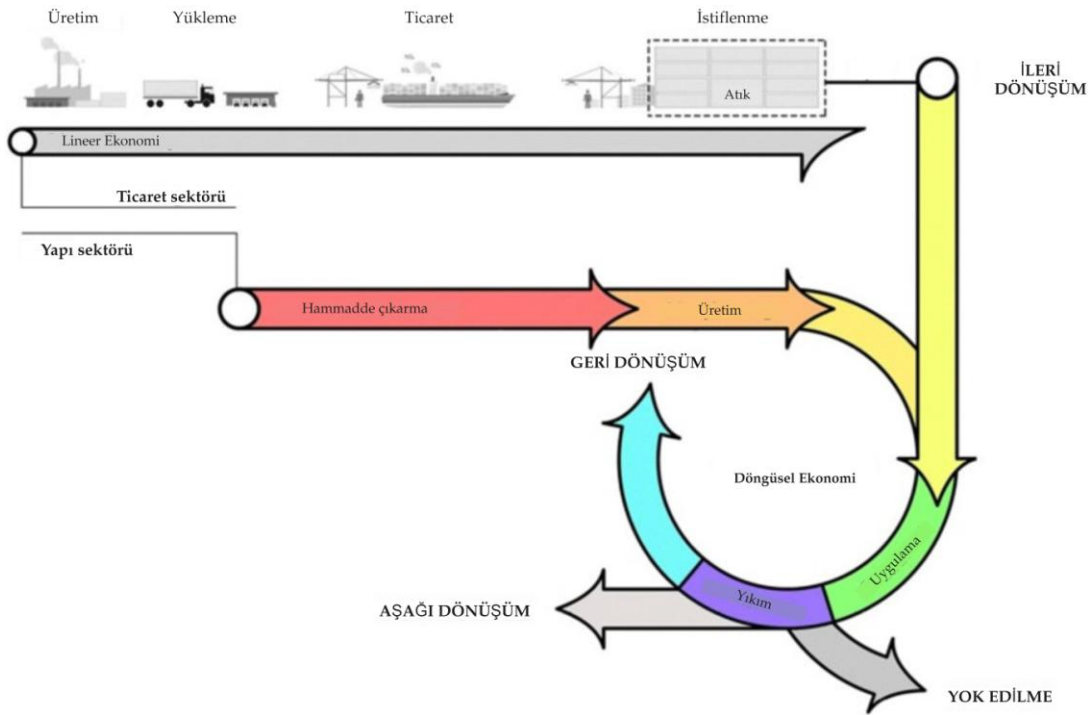 Üretim
Yükleme
Ticaret
İstiflenme
Atık
İLERİ
DÖNÜŞÜM
Lineer Ekonomi
Ticaret sektörü
Yapı sektörü
Hammadde çıkarma
Üretim
GERİ DÖNÜŞÜM
Döngüsel Ekonomi
Uygulama
Yıkım
AŞAĞI DÖNÜŞÜM
YOK EDİLME